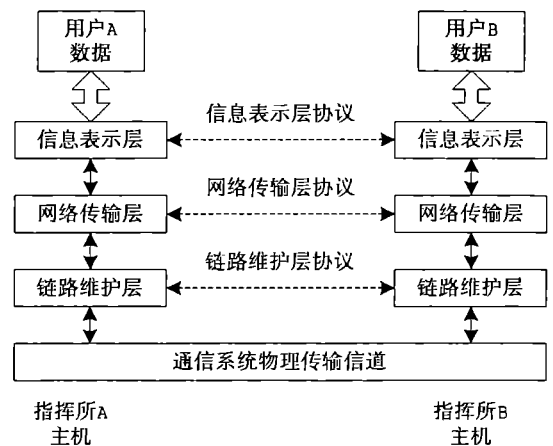 用户A
数据
用户B
数据
信息表示层协议
信息表示层
信息表示层
网络传输层协议
网络传输层
网络传输层
链路维护层协议
链路维护层
链路维护层
通信系统物理传输信道
指挥所A
主机
指挥所B
主机